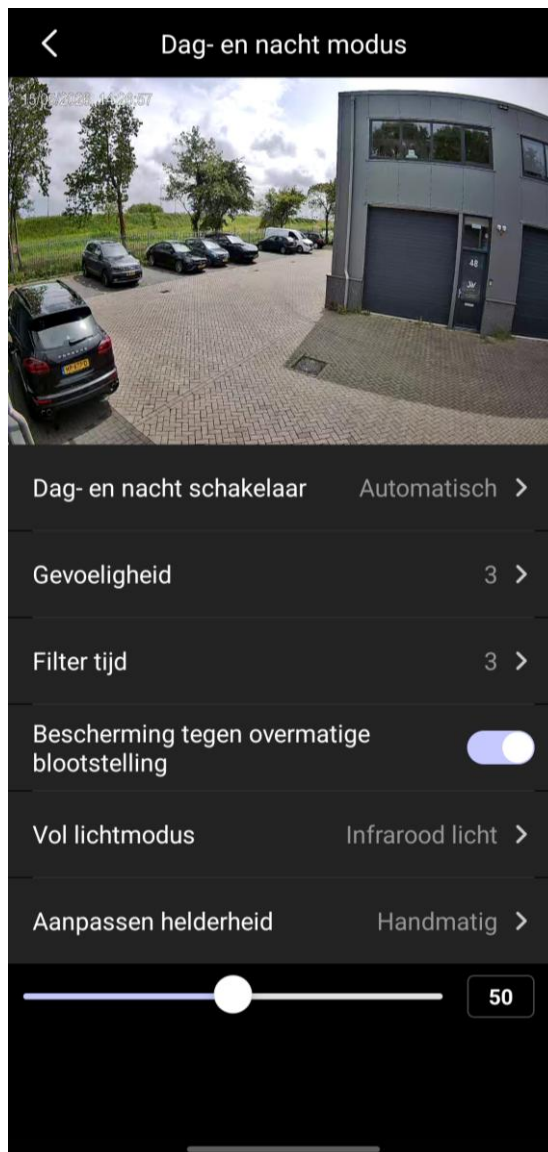 Dag- en nacht modus
Dag- en nacht schakelaar Automatisch
Gevoeligheid 3
Filter tijd 3
Bescherming tegen overmatige
blootstelling
Vol lichtmodus Infrarood licht
Aanpassen helderheid Handmatig
50
48